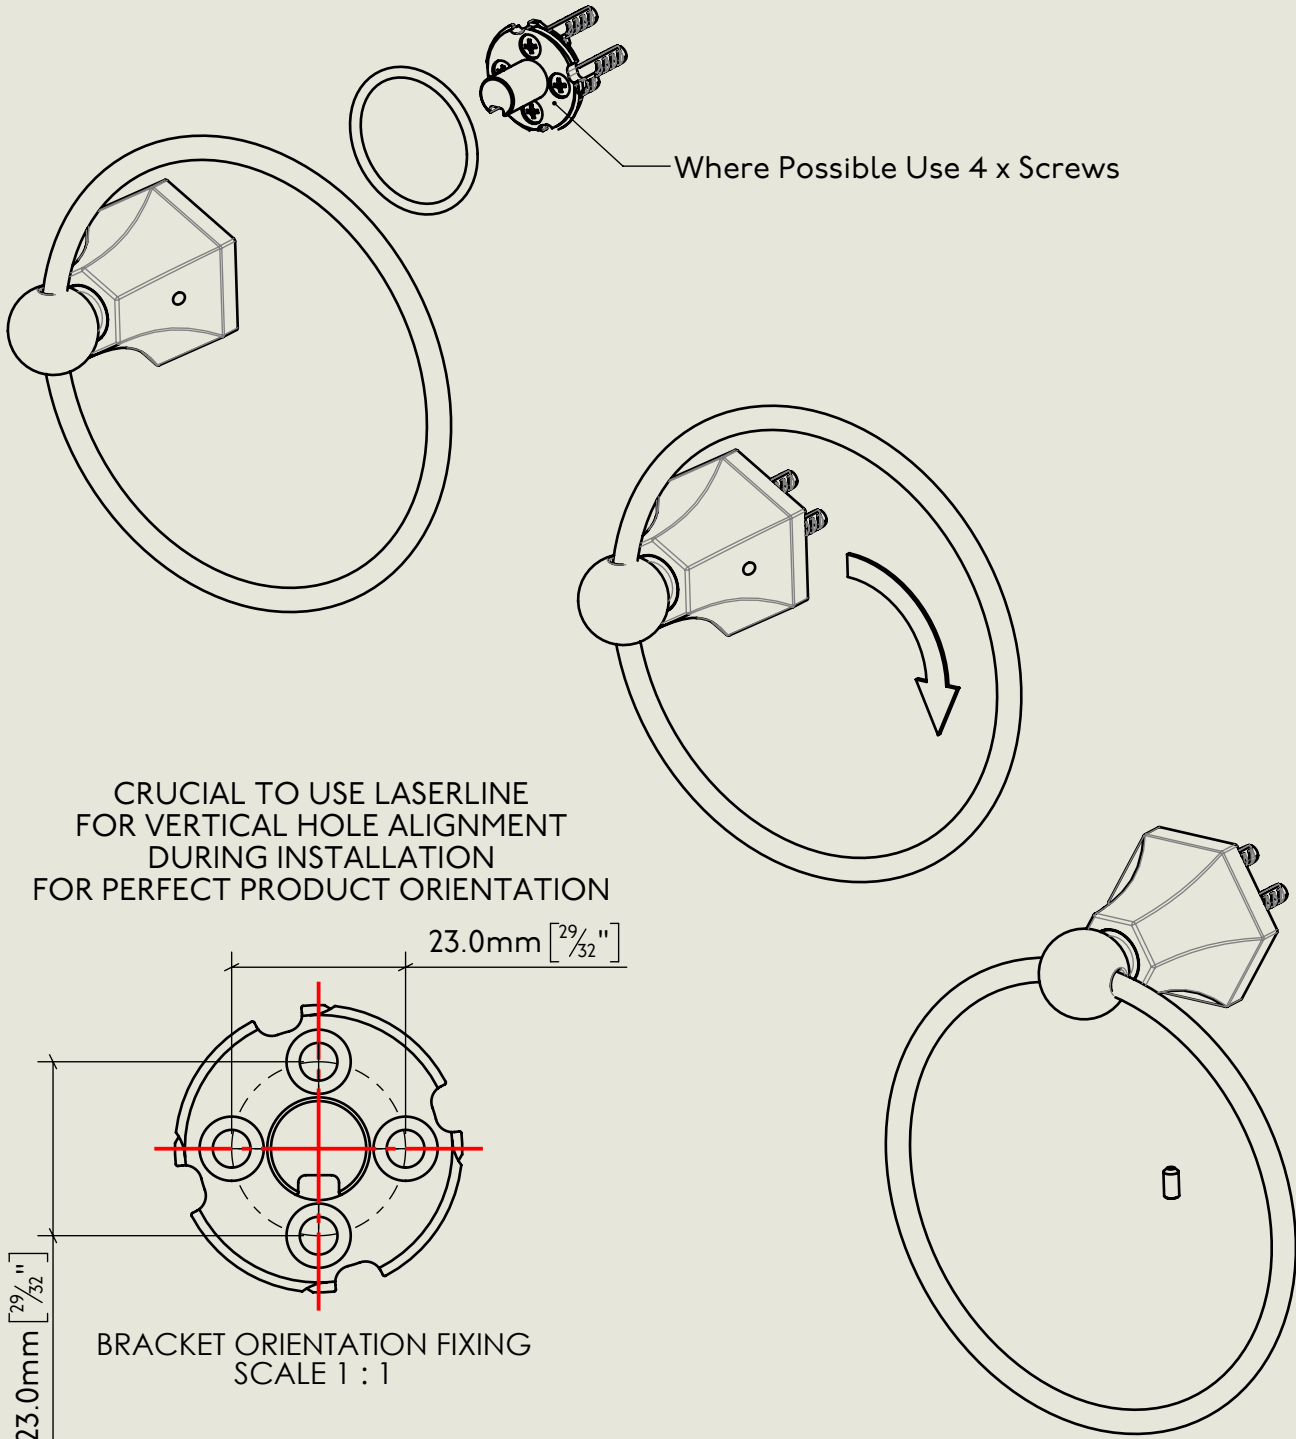 Where Possible Use 4 x Screws
CRUCIAL TO USE LASERLINE
FOR VERTICAL HOLE ALIGNMENT
DURING INSTALLATION
FOR PERFECT PRODUCT ORIENTATION
23.0mm [29/32"]
23.0mm [29/32"]
BRACKET ORIENTATION FIXING
SCALE 1 : 1